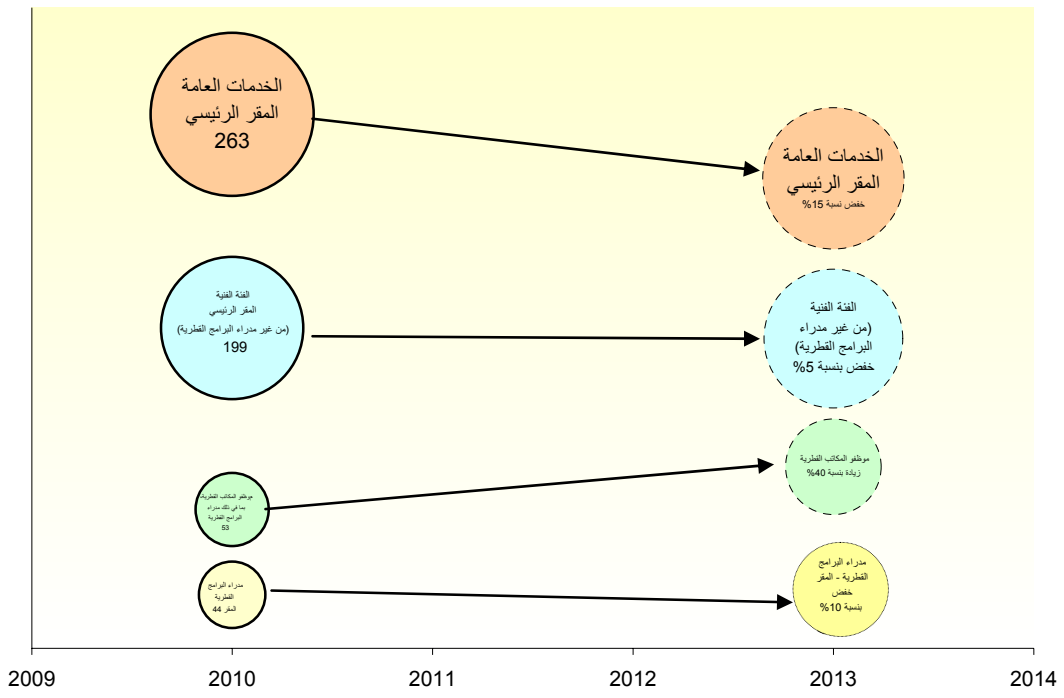 الخدمات العامة
المقر الرئيسي
263
الخدمات العامة
المقر الرئيسي
خفض نسبة 15%
الفئة الفنية
المقر الرئيسي
(من غير مدراء البرامج القطرية)
199
الفئة الفنية
(من غير مدراء
البرامج القطرية)
خفض بنسبة 5%
موظفو المكاتب القطرية،
بما في ذلك مدراء
البرامج القطرية
53
موظفو المكاتب القطرية
زيادة بنسبة 40%
مدراء البرامج
القطرية
المقر 44
مدراء البرامج
القطرية - المقر
خفض
بنسبة 10%
2009 2010 2011 2012 2013 2014